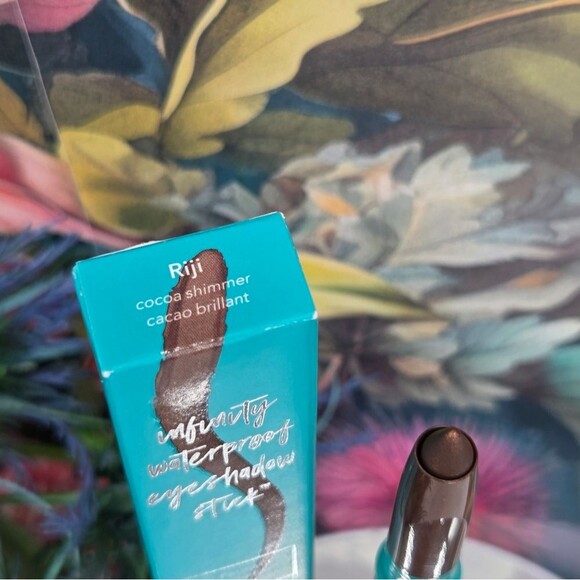 Riji
cocoa shimmer
cacao brillant
infinity
waterproof
eyeshadow
stick™